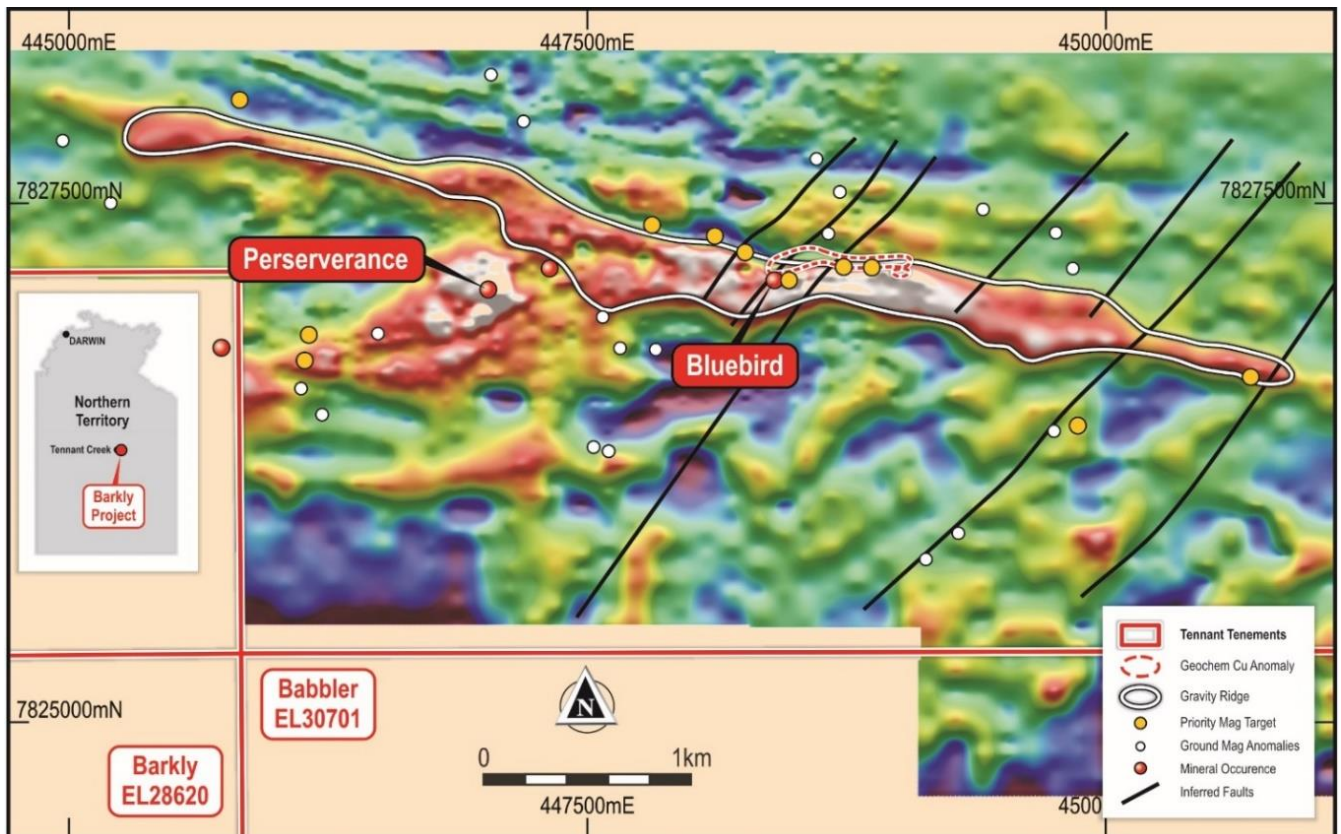 445000mE
447500mE
450000mE
7827500mN
7827500mN
Perserverance
Bluebird
DARWIN
Northern
Territory
Tennant Creek
Barkly
Project
Babbler
EL30701
Barkly
EL28620
7825000mN
N
0
1km
447500mE
4500
Tennant Tenements
Geochem Cu Anomaly
Gravity Ridge
Priority Mag Target
Ground Mag Anomalies
Mineral Occurence
Inferred Faults